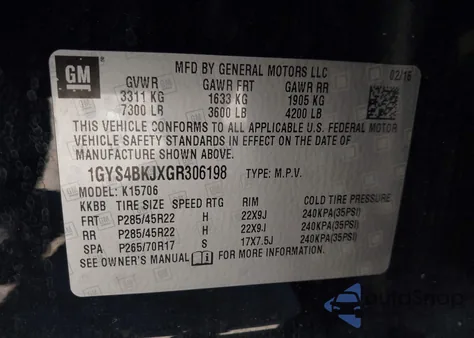 GM
MFD BY GENERAL MOTORS LLC 02/16
GVWR GAWR FRT GAWR RR
3311 KG 1633 KG 1905 KG
7300 LB 3600 LB 4200 LB
THIS VEHICLE CONFORMS TO ALL APPLICABLE U.S. FEDERAL MOTOR
VEHICLE SAFETY STANDARDS IN EFFECT ON THE DATE OF
MANUFACTURE SHOWN ABOVE.
1GYS4BKJXGR306198 TYPE: M.P.V.
MODEL: K15706
KKBB TIRE SIZE SPEED RTG RIM COLD TIRE PRESSURE
FRT P285/45R22 H 22X9J 240KPA(35PSI)
RR P285/45R22 H 22X9J 240KPA(35PSI)
SPA P265/70R17 S 17X7.5J 240KPA(35PSI)
SEE OWNER'S MANUAL FOR MORE INFORMATION
autosnap